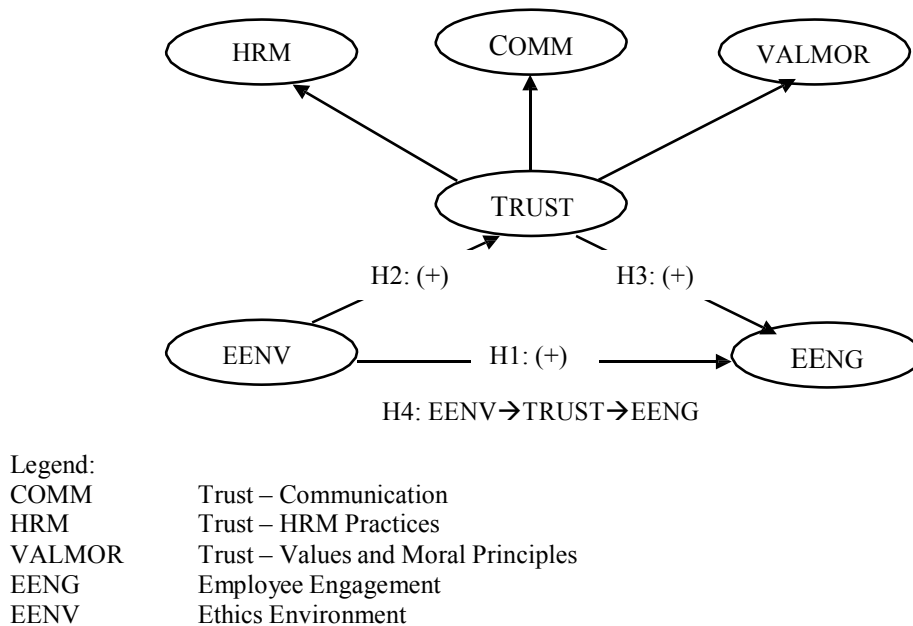 HRM
COMM
VALMOR
TRUST
H2: (+)
H3: (+)
EENV
H1: (+)
EENG
H4: EENV→TRUST→EENG
Legend:
COMM Trust – Communication
HRM Trust – HRM Practices
VALMOR Trust – Values and Moral Principles
EENG Employee Engagement
EENV Ethics Environment